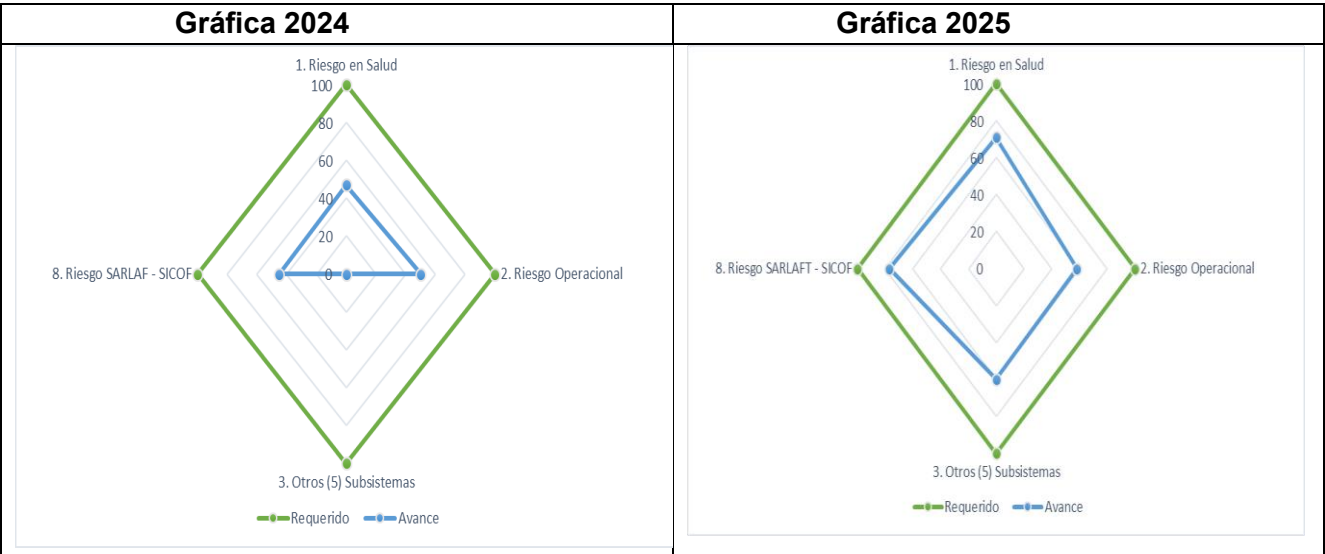 Gráfica 2024
Gráfica 2025
1. Riesgo en Salud
100
80
60
40
20
0
8. Riesgo SARLAF - SICOF
2. Riesgo Operacional
3. Otros (5) Subsistemas
Requerido
Avance
1. Riesgo en Salud
100
80
60
40
20
0
8. Riesgo SARLAFT - SICOF
2. Riesgo Operacional
3. Otros (5) Subsistemas
Requerido
Avance